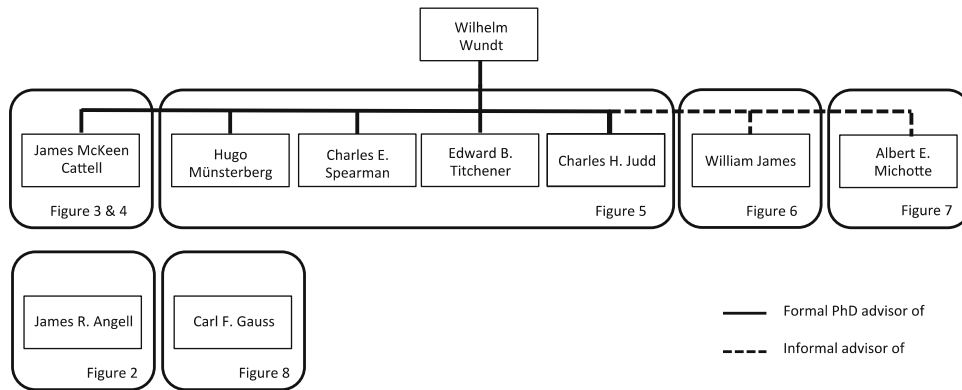 Wilhelm
Wundt
James McKeen
Cattell
Hugo
Münsterberg
Charles E.
Spearman
Edward B.
Titchener
Charles H. Judd
William James
Albert E.
Michotte
Figure 3 & 4
Figure 5
Figure 6
Figure 7
James R. Angell
Carl F. Gauss
Figure 2
Figure 8
Formal PhD advisor of
Informal advisor of